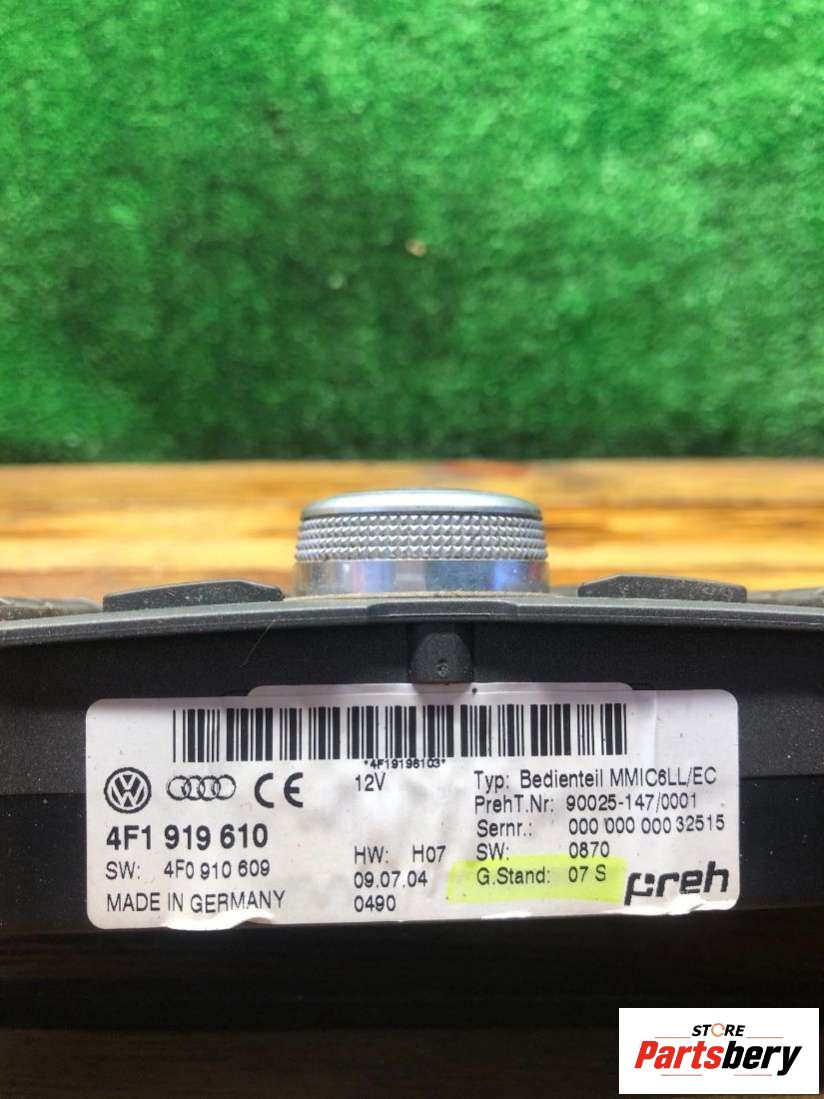 *4F19196103*
12V
Typ: Bedienteil MMIC6LL/EC
PrehT.Nr: 90025-147/0001
4F1 919 610
Sernr.: 000 000 000 32515
HW: H07
SW: 0870
SW: 4F0 910 609
09.07.04
G.Stand: 07 S
MADE IN GERMANY
0490
preh
STORE
Partsbery